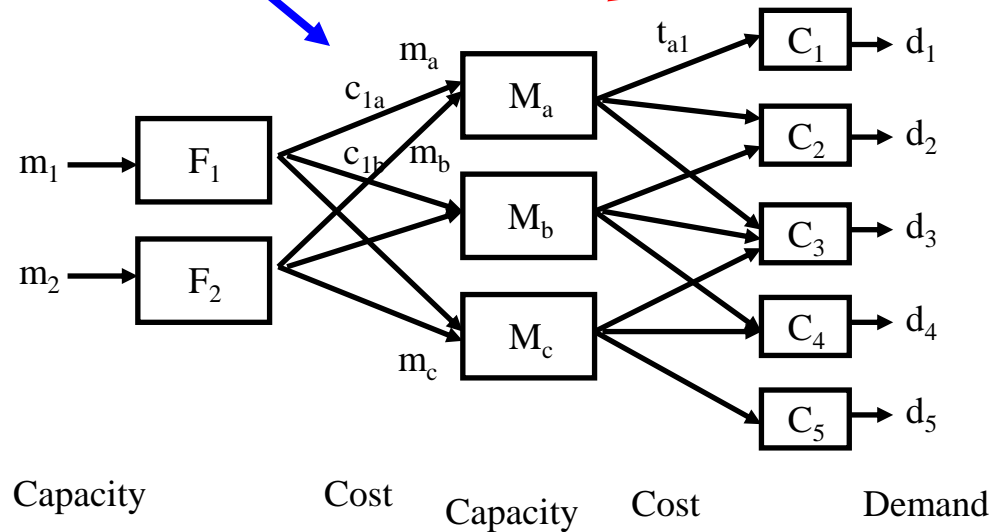 t_a1
C_1
d_1
m_a
M_a
c_1a
C_2
d_2
m_1
F_1
c_1b
m_b
M_b
C_3
d_3
m_2
F_2
M_c
C_4
d_4
m_c
C_5
d_5
Capacity Cost Capacity Cost Demand